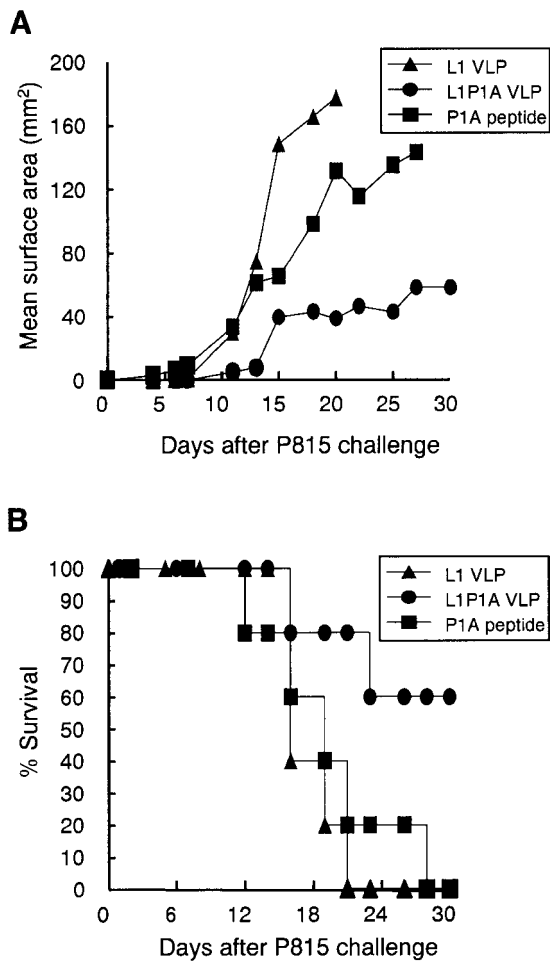 A
Mean surface area (mm²)
200
160
120
80
40
0
L1 VLP
L1P1A VLP
P1A peptide
0 5 10 15 20 25 30
Days after P815 challenge
B
% Survival
100
90
80
70
60
50
40
30
20
10
0
L1 VLP
L1P1A VLP
P1A peptide
0 6 12 18 24 30
Days after P815 challenge